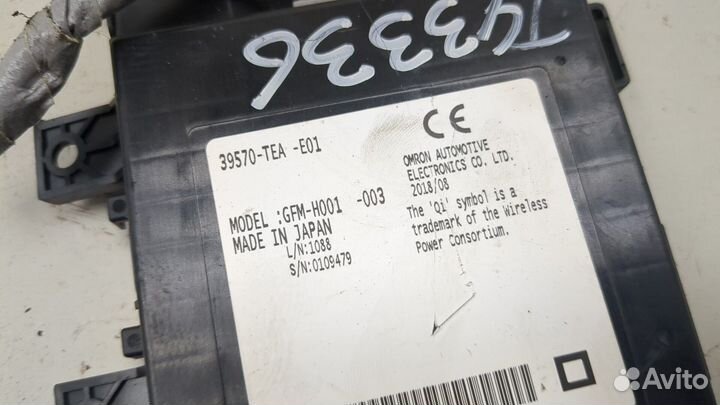 T4336
CE
39570-TEA -E01
OMRON AUTOMOTIVE
ELECTRONICS CO. LTD.
2018/08
MODEL :GFM-H001 -003
MADE IN JAPAN
L/N:1088
S/N:0109479
The 'Qi' symbol is a
trademark of the Wireless
Power Consortium.
Avito